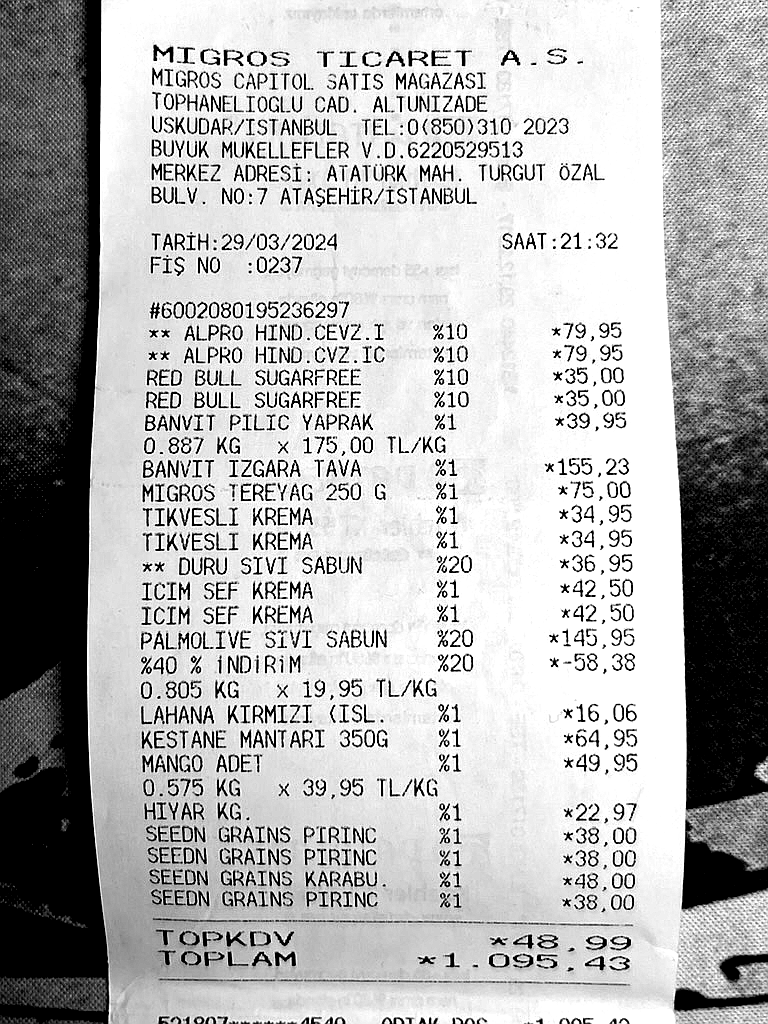 MIGROS TICARET A.S.
MIGROS CAPITOL SATIS MAGAZASI
TOPHANELIOGLU CAD. ALTUNIZADE
USKUDAR/ISTANBUL TEL:0(850)310 2023
BUYUK MUKELLEFLER V.D.6220529513
MERKEZ ADRESİ: ATATÜRK MAH. TURGUT ÖZAL
BULV. NO:7 ATAŞEHİR/İSTANBUL
TARİH:29/03/2024 SAAT:21:32
FİŞ NO :0237
#6002080195236297
** ALPRO HIND.CEVZ.I %10 *79,95
** ALPRO HIND.CVZ.IC %10 *79,95
RED BULL SUGARFREE %10 *35,00
RED BULL SUGARFREE %10 *35,00
BANVIT PILIC YAPRAK %1 *39,95
0.887 KG x 175,00 TL/KG
BANVIT IZGARA TAVA %1 *155,23
MIGROS TEREYAG 250 G %1 *75,00
TIKVESLI KREMA %1 *34,95
TIKVESLI KREMA %1 *34,95
** DURU SIVI SABUN %20 *36,95
ICIM SEF KREMA %1 *42,50
ICIM SEF KREMA %1 *42,50
PALMOLIVE SIVI SABUN %20 *145,95
%40 % İNDİRİM %20 *-58,38
0.805 KG x 19,95 TL/KG
LAHANA KIRMIZI (ISL. %1 *16,06
KESTANE MANTARI 350G %1 *64,95
MANGO ADET %1 *49,95
0.575 KG x 39,95 TL/KG
HIYAR KG. %1 *22,97
SEEDN GRAINS PIRINC %1 *38,00
SEEDN GRAINS PIRINC %1 *38,00
SEEDN GRAINS KARABU. %1 *48,00
SEEDN GRAINS PIRINC %1 *38,00
TOPKDV *48,99
TOPLAM *1.095,43